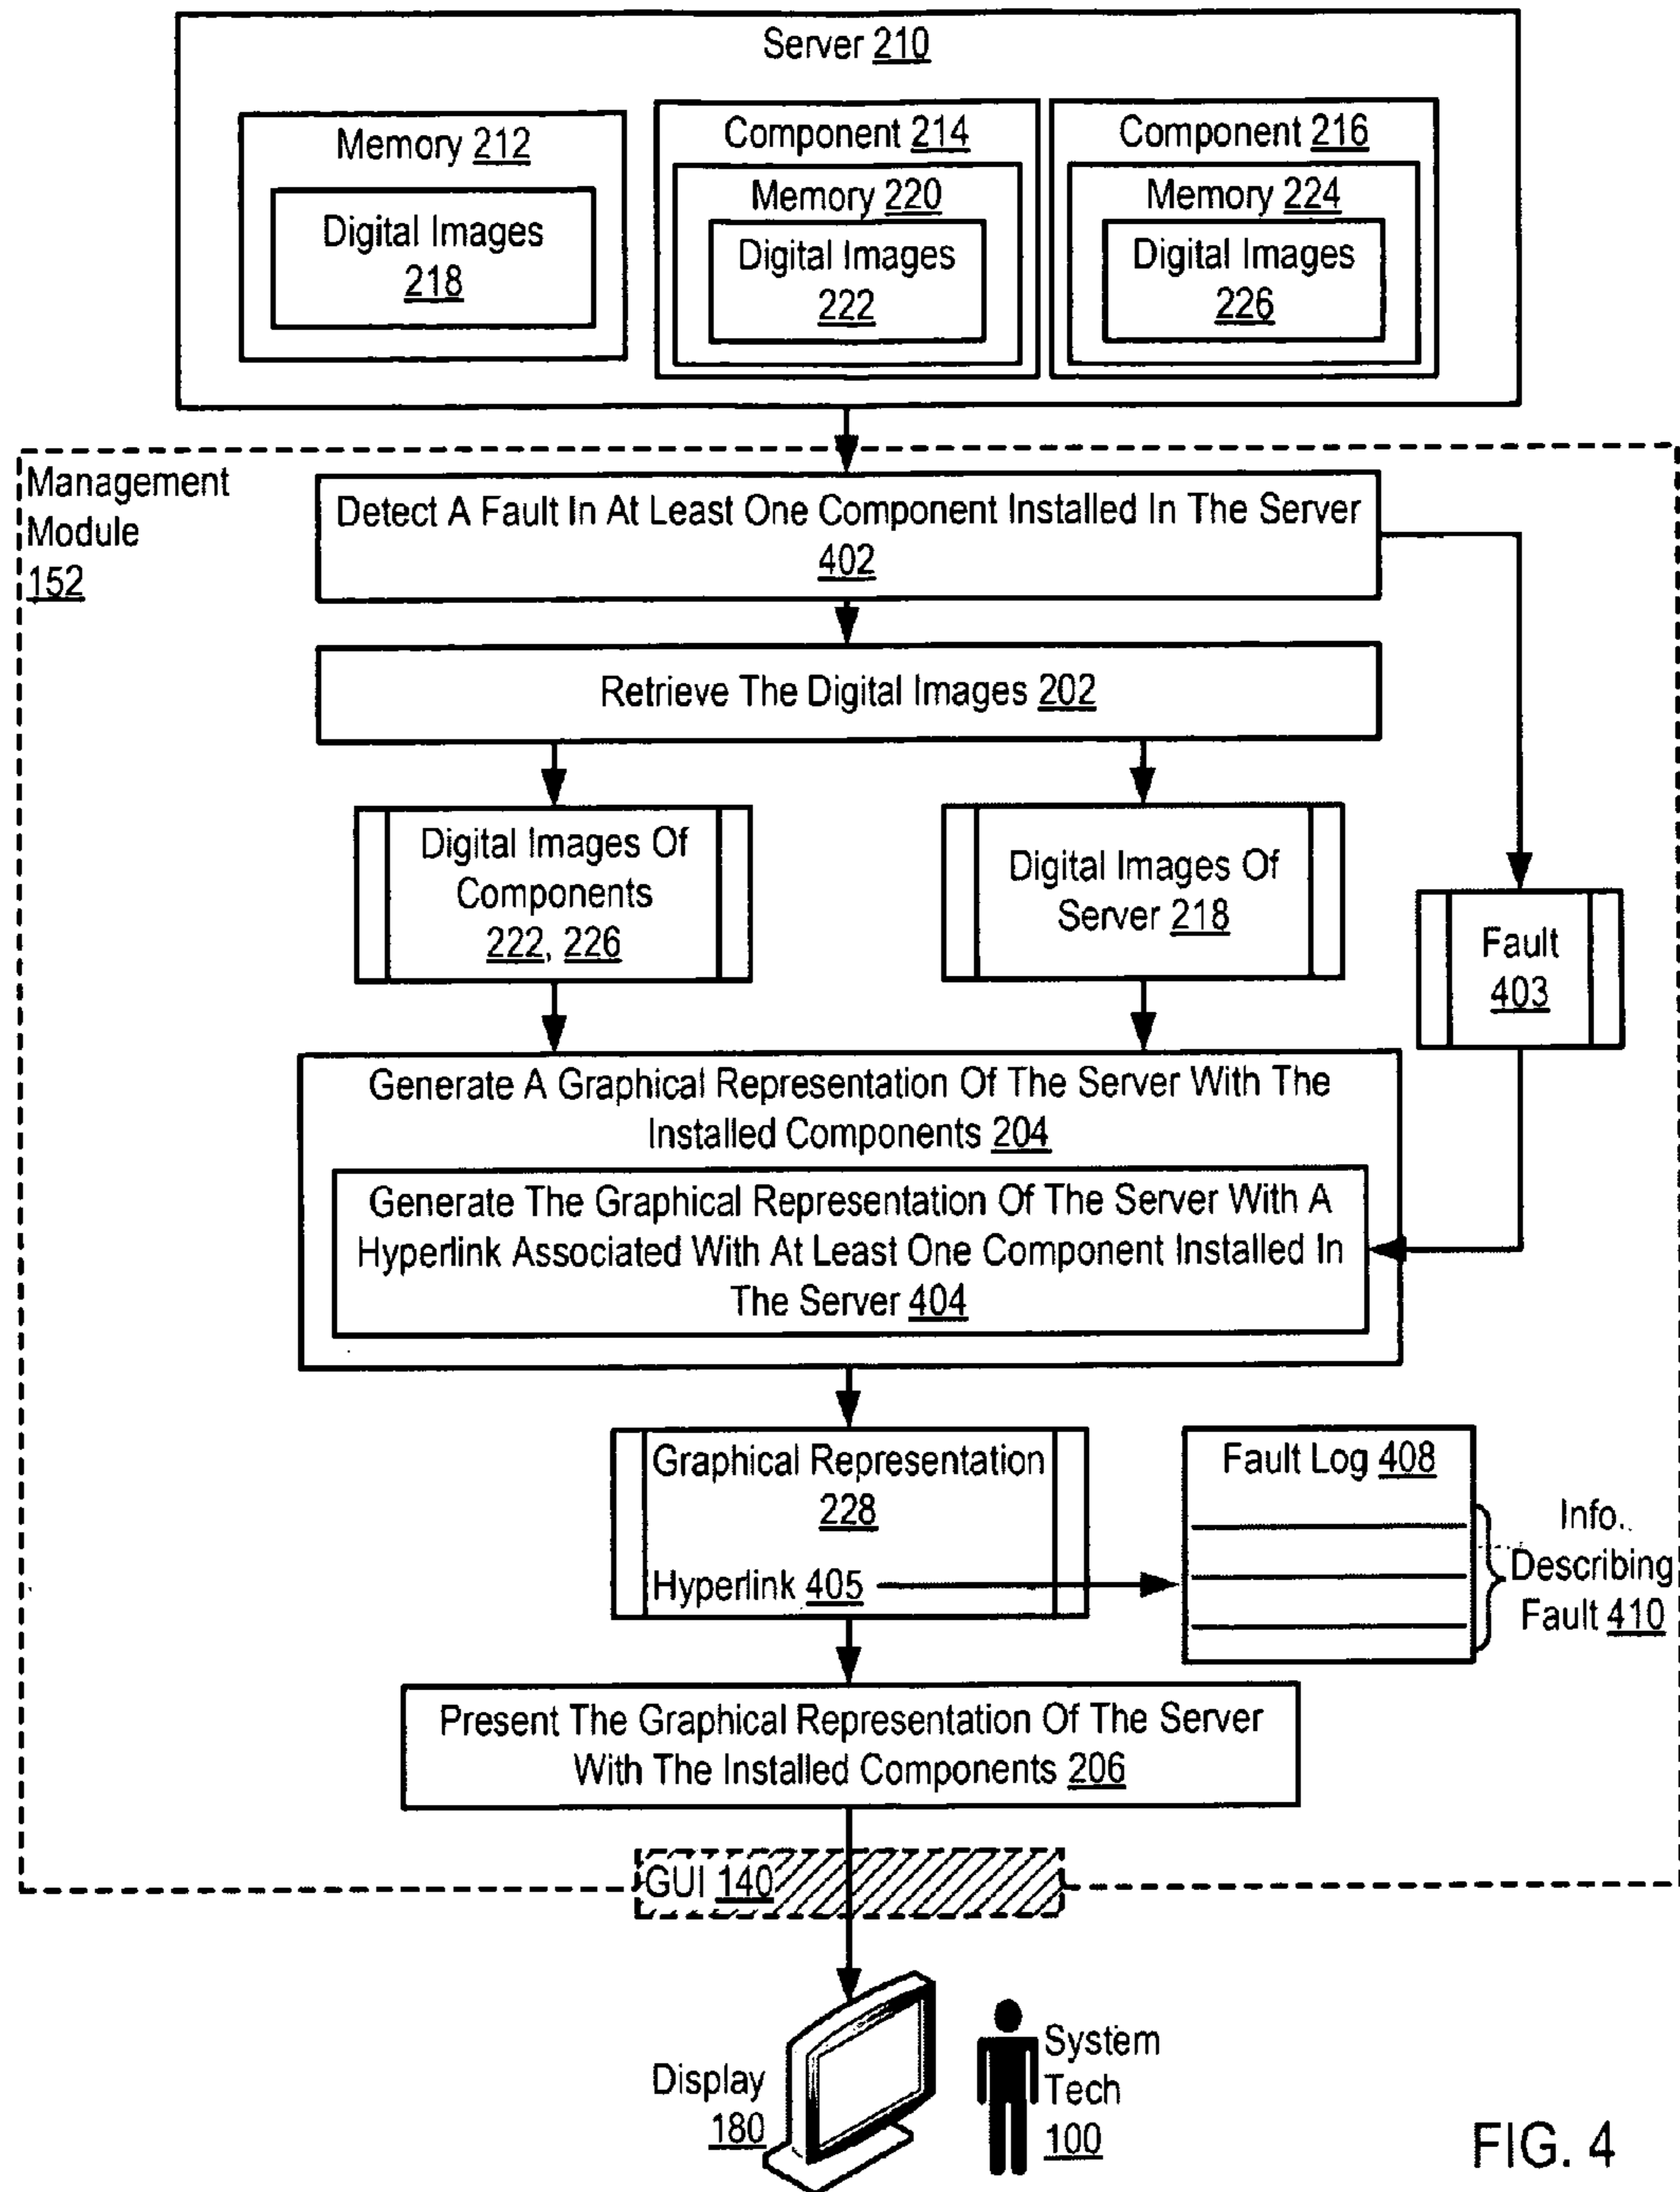 Server 210
Memory 212
Digital Images
218
Component 214
Memory 220
Digital Images
222
Component 216
Memory 224
Digital Images
226
Management
Module
152
Detect A Fault In At Least One Component Installed In The Server
402
Retrieve The Digital Images 202
Digital Images Of
Components
222, 226
Digital Images Of
Server 218
Fault
403
Generate A Graphical Representation Of The Server With The
Installed Components 204
Generate The Graphical Representation Of The Server With A
Hyperlink Associated With At Least One Component Installed In
The Server 404
Graphical Representation
228
Hyperlink 405
Fault Log 408
Info.
Describing
Fault 410
Present The Graphical Representation Of The Server
With The Installed Components 206
GUI 140
Display
180
System
Tech
100
FIG. 4